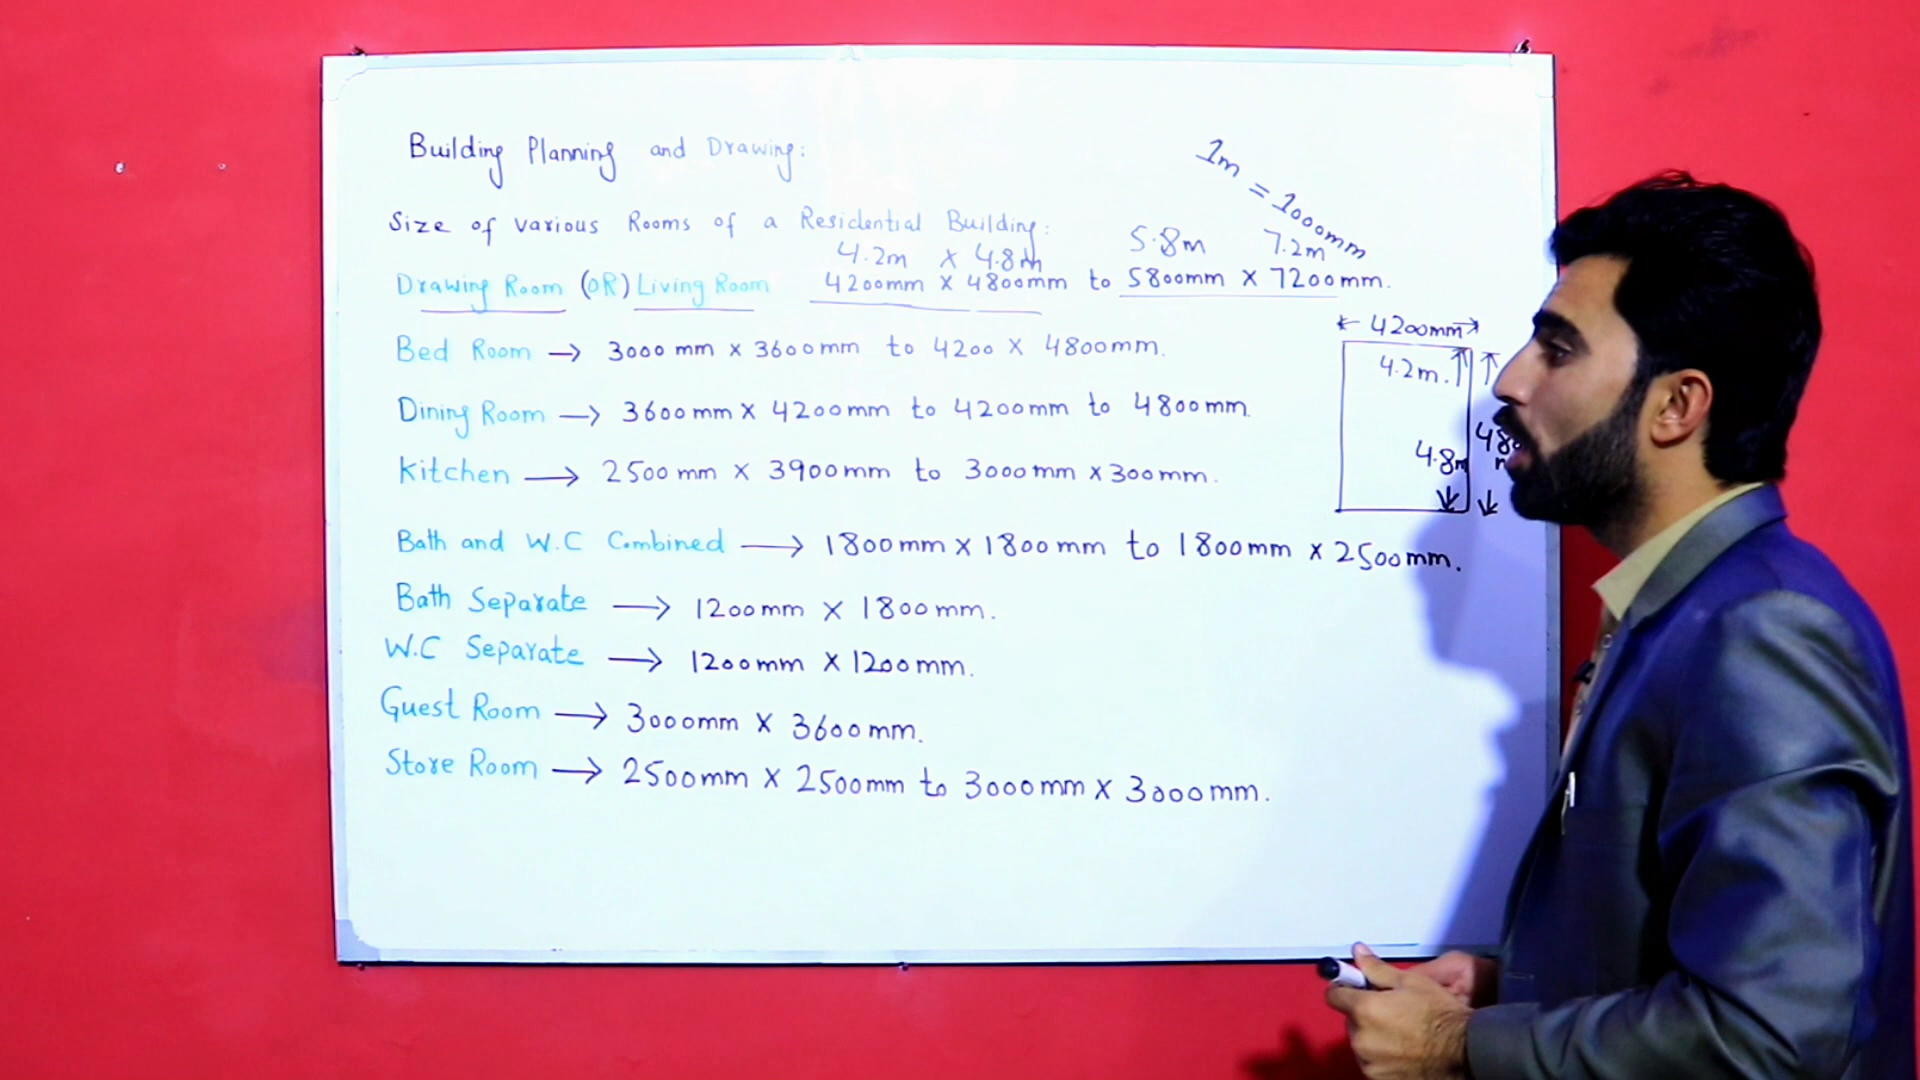 Building Planning and Drawing:
1m = 1000mm
Size of various Rooms of a Residential Building:
4.2m x 4.8m 5.8m 7.2m
Drawing Room (OR) Living Room 4200mm x 4800mm to 5800mm x 7200mm.
Bed Room → 3000 mm x 3600mm to 4200 x 4800mm.
Dining Room → 3600mm x 4200mm to 4200mm to 4800mm.
Kitchen → 2500 mm x 3900mm to 3000mm x 300mm.
Bath and W.C Combined → 1800mm x 1800mm to 1800mm x 2500mm.
Bath Separate → 1200mm x 1800mm.
W.C Separate → 1200mm x 1200mm.
Guest Room → 3000mm x 3600mm.
Store Room → 2500mm x 2500mm to 3000mm x 3000mm.
4200mm
4.2m.
4.8m